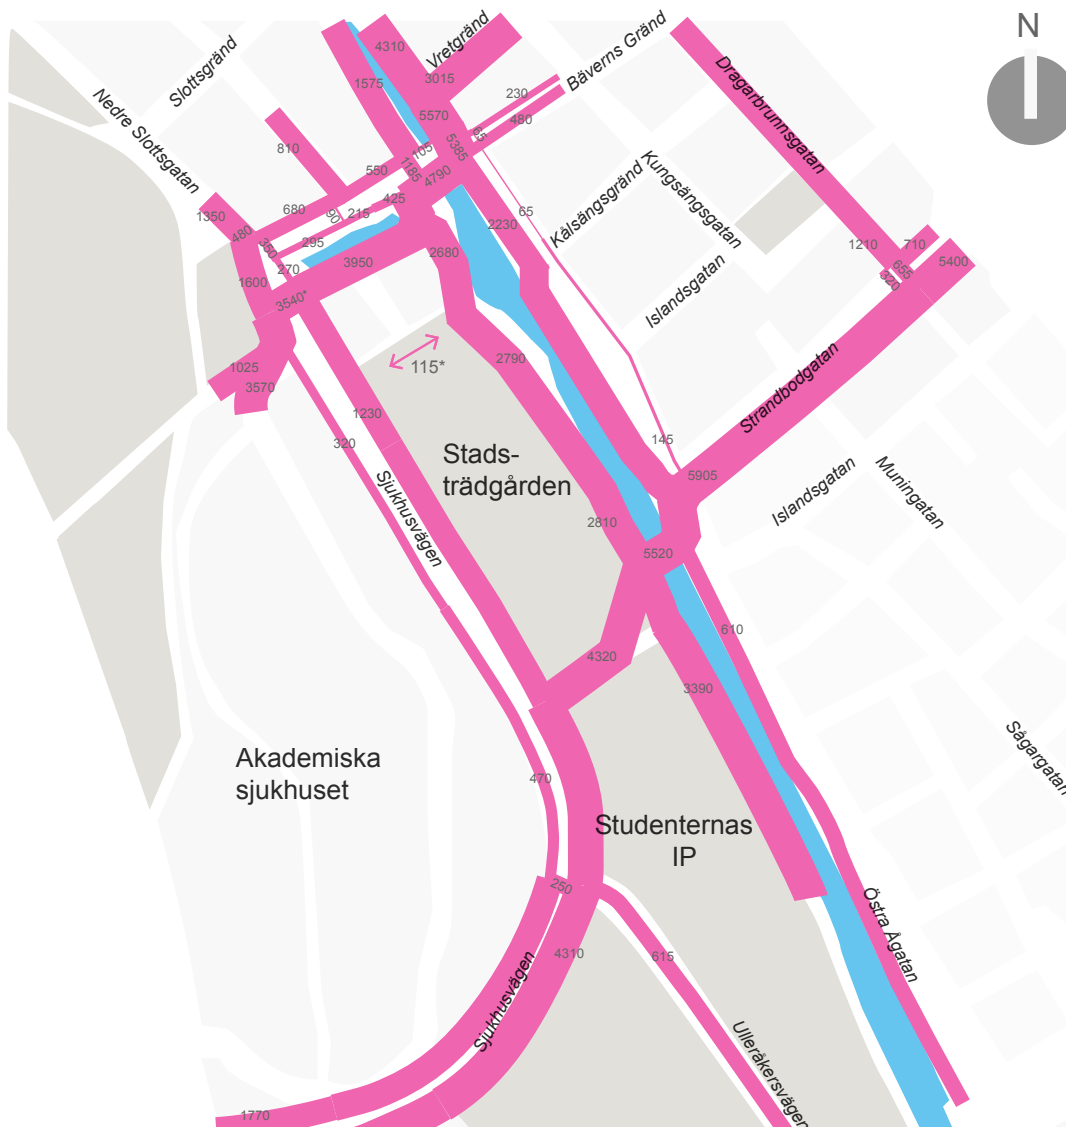 N
4310
Vretgränd
Bäverns Gränd
Slottsgränd
1575
3015
230
Dragarbrunnsgatan
Nedre Slottsgatan
5570
480
65
810
5385
105
550
1185
4790
Kålsängsgränd
Kungsängsgatan
425
680
90
215
1350
65
480
350
295
2230
1210
710
270
3950
2680
655
5400
1600
320
3540*
Islandsgatan
1025
115*
2790
3570
Strandbodgatan
1230
320
145
Stads-
trädgården
5905
Islandsgatan
Muningatan
Sjukhusvägen
2810
5520
610
4320
3390
Sågargatan
Akademiska
sjukhuset
470
Studenternas
IP
250
Östra Ågatan
4310
615
Sjukhusvägen
Ulleråkersvägen
1770